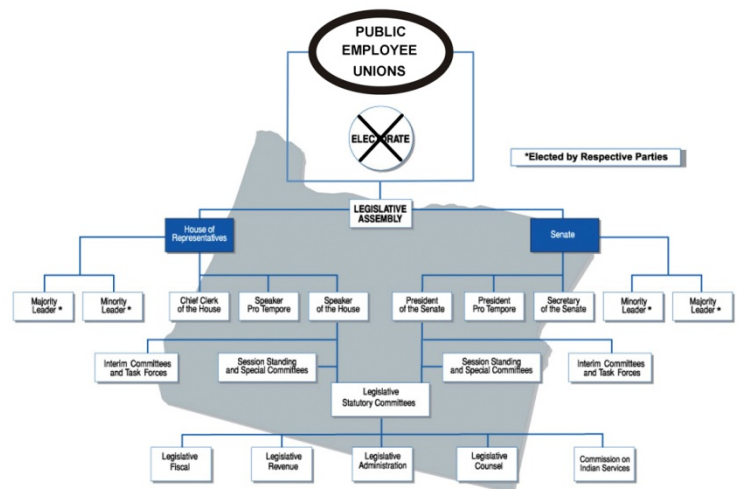 PUBLIC
EMPLOYEE
UNIONS
ELECTORATE
*Elected by Respective Parties
LEGISLATIVE
ASSEMBLY
House of
Representatives
Senate
Majority
Leader *
Minority
Leader *
Chief Clerk
of the House
Speaker
Pro Tempore
Speaker
of the House
President
of the Senate
President
Pro Tempore
Secretary
of the Senate
Minority
Leader *
Majority
Leader *
Interim Committees
and Task Forces
Session Standing
and Special Committees
Session Standing
and Special Committees
Interim Committees
and Task Forces
Legislative
Statutory Committees
Legislative
Fiscal
Legislative
Revenue
Legislative
Administration
Legislative
Counsel
Commission on
Indian Services